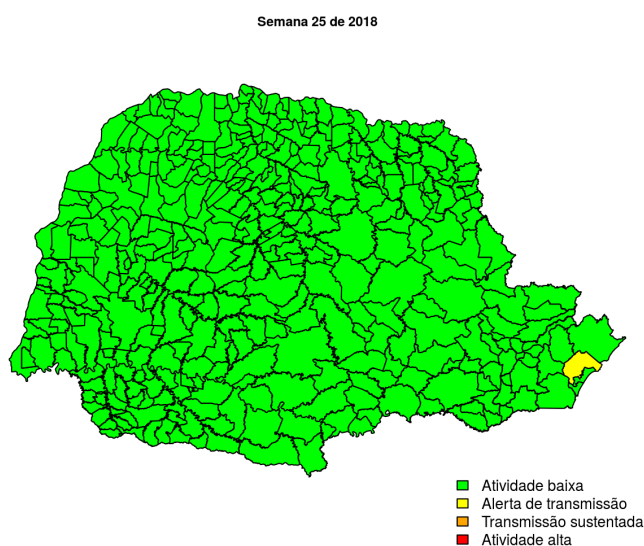 Semana 25 de 2018
Atividade baixa
Alerta de transmissão
Transmissão sustentada
Atividade alta